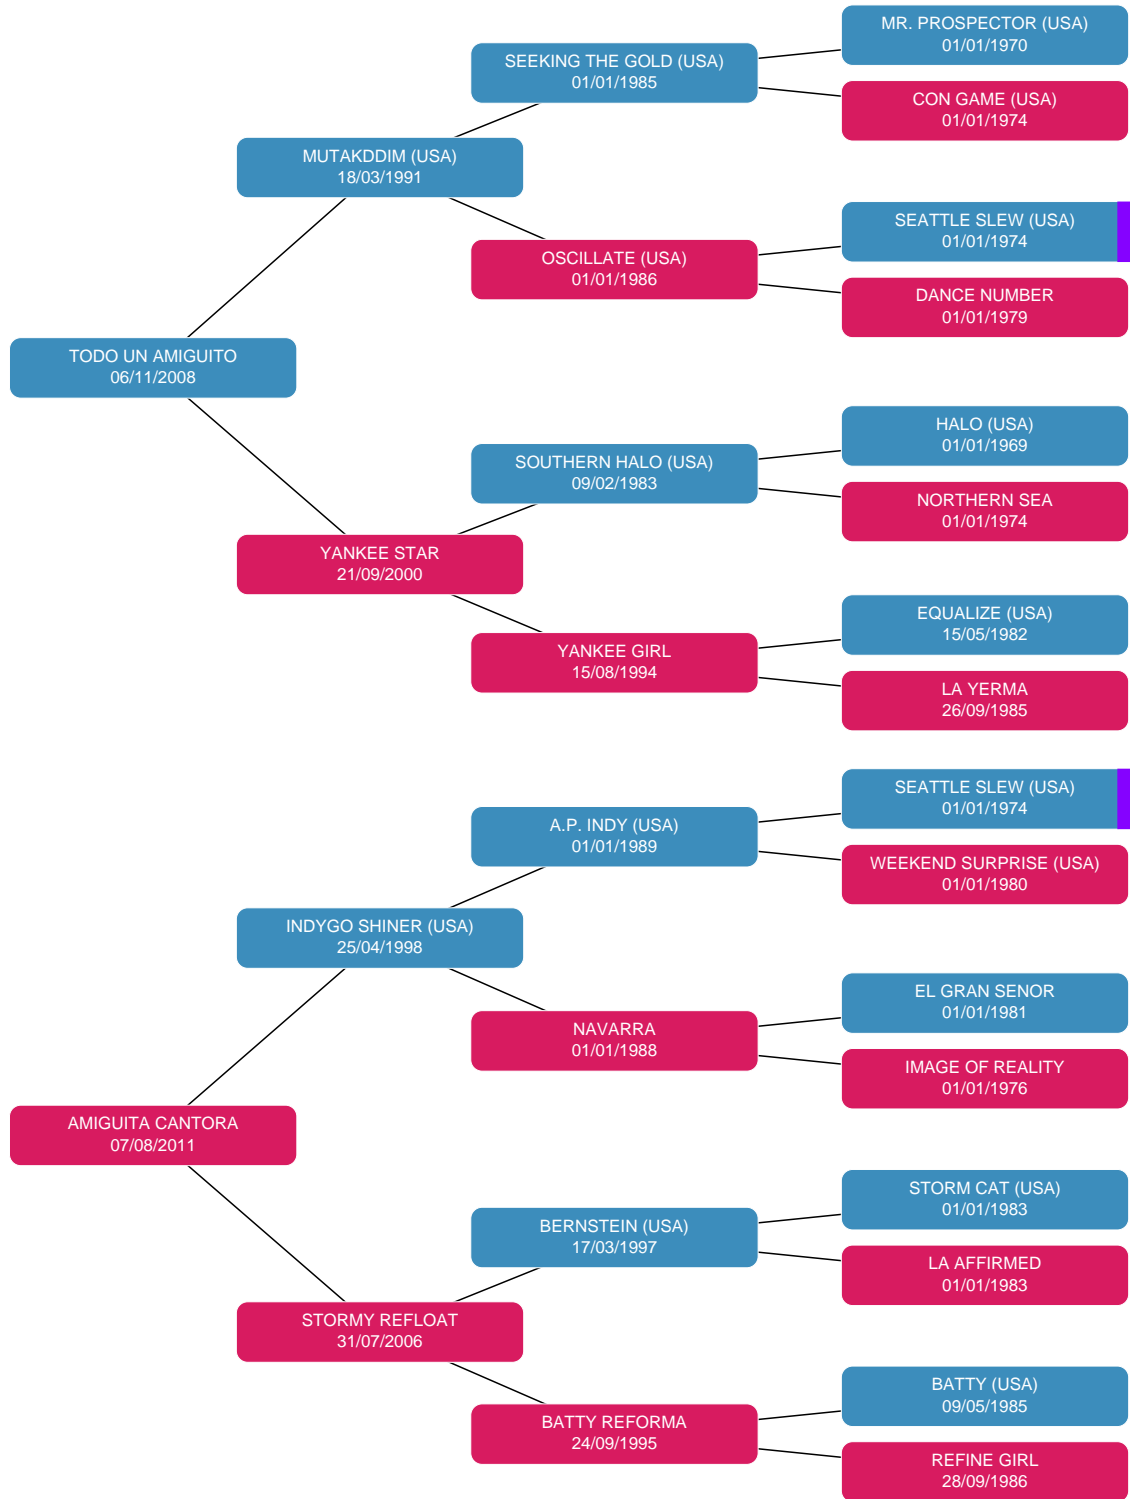 MR. PROSPECTOR (USA)
01/01/1970
SEEKING THE GOLD (USA)
01/01/1985
CON GAME (USA)
01/01/1974
MUTAKDDIM (USA)
18/03/1991
SEATTLE SLEW (USA)
01/01/1974
OSCILLATE (USA)
01/01/1986
DANCE NUMBER
01/01/1979
TODO UN AMIGUITO
06/11/2008
HALO (USA)
01/01/1969
SOUTHERN HALO (USA)
09/02/1983
NORTHERN SEA
01/01/1974
YANKEE STAR
21/09/2000
EQUALIZE (USA)
15/05/1982
YANKEE GIRL
15/08/1994
LA YERMA
26/09/1985
SEATTLE SLEW (USA)
01/01/1974
A.P. INDY (USA)
01/01/1989
WEEKEND SURPRISE (USA)
01/01/1980
INDYGO SHINER (USA)
25/04/1998
EL GRAN SENOR
01/01/1981
NAVARRA
01/01/1988
IMAGE OF REALITY
01/01/1976
AMIGUITA CANTORA
07/08/2011
STORM CAT (USA)
01/01/1983
BERNSTEIN (USA)
17/03/1997
LA AFFIRMED
01/01/1983
STORMY REFLOAT
31/07/2006
BATTY (USA)
09/05/1985
BATTY REFORMA
24/09/1995
REFINE GIRL
28/09/1986